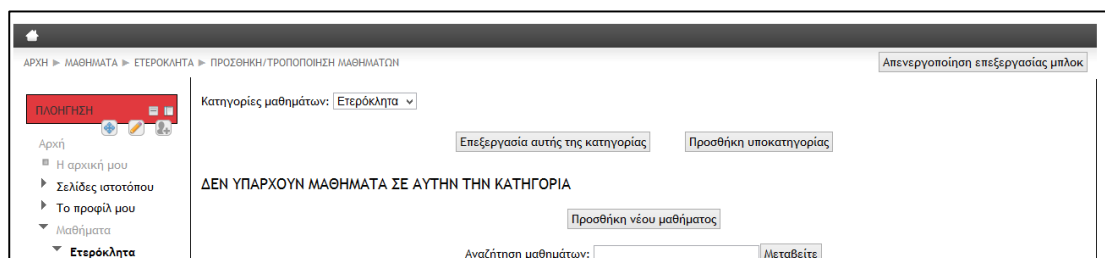 ΑΡΧΗ ► ΜΑΘΗΜΑΤΑ ► ΕΤΕΡΟΚΛΗΤΑ ► ΠΡΟΣΘΗΚΗ/ΤΡΟΠΟΠΟΙΗΣΗ ΜΑΘΗΜΑΤΩΝ
Απενεργοποίηση επεξεργασίας μπλοκ
ΠΛΟΗΓΗΣΗ
Αρχή
Η αρχική μου
Σελίδες ιστοτόπου
Το προφίλ μου
Μαθήματα
Ετερόκλητα
Κατηγορίες μαθημάτων: Ετερόκλητα
Επεξεργασία αυτής της κατηγορίας Προσθήκη υποκατηγορίας
ΔΕΝ ΥΠΑΡΧΟΥΝ ΜΑΘΗΜΑΤΑ ΣΕ ΑΥΤΗΝ ΤΗΝ ΚΑΤΗΓΟΡΙΑ
Προσθήκη νέου μαθήματος
Αναζήτηση μαθημάτων: Μεταβείτε